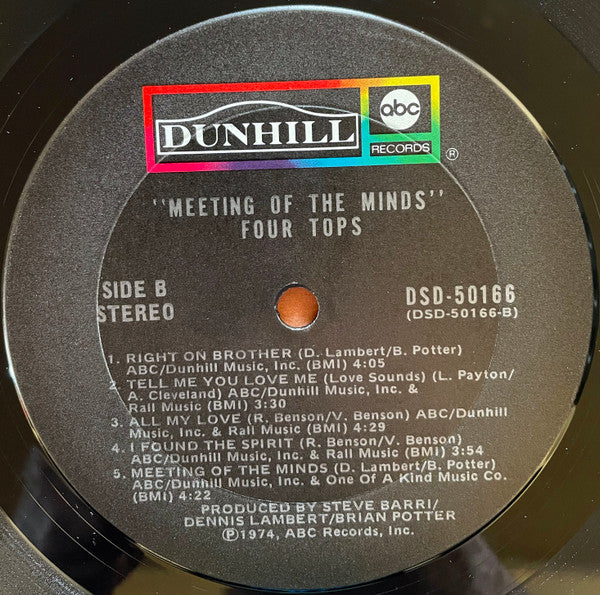 DUNHILL
abc
RECORDS
®
"MEETING OF THE MINDS"
FOUR TOPS
SIDE B
STEREO
DSD-50166
(DSD-50166-B)
1. RIGHT ON BROTHER (D. Lambert/B. Potter)
ABC/Dunhill Music, Inc. (BMI) 4:05
2. TELL ME YOU LOVE ME (Love Sounds) (L. Payton/
A. Cleveland) ABC/Dunhill Music, Inc. &
Rall Music (BMI) 3:30
3. ALL MY LOVE (R. Benson/V. Benson) ABC/Dunhill
Music, Inc. & Rall Music (BMI) 4:29
4. I FOUND THE SPIRIT (R. Benson/V. Benson)
ABC/Dunhill Music, Inc. & Rall Music (BMI) 3:54
5. MEETING OF THE MINDS (D. Lambert/B. Potter)
ABC/Dunhill Music, Inc. & One Of A Kind Music Co.
(BMI) 4:22
PRODUCED BY STEVE BARRI/
DENNIS LAMBERT/BRIAN POTTER
Ⓟ1974, ABC Records, Inc.